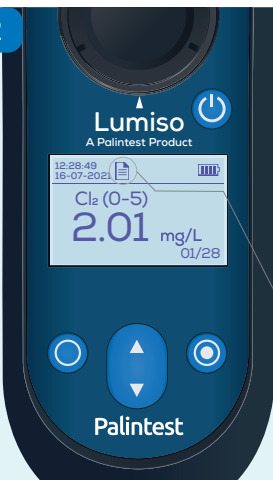 Lumiso
A Palintest Product
12:28:49
16-07-2021
Cl₂ (0-5)
2.01 mg/L
01/28
Palintest